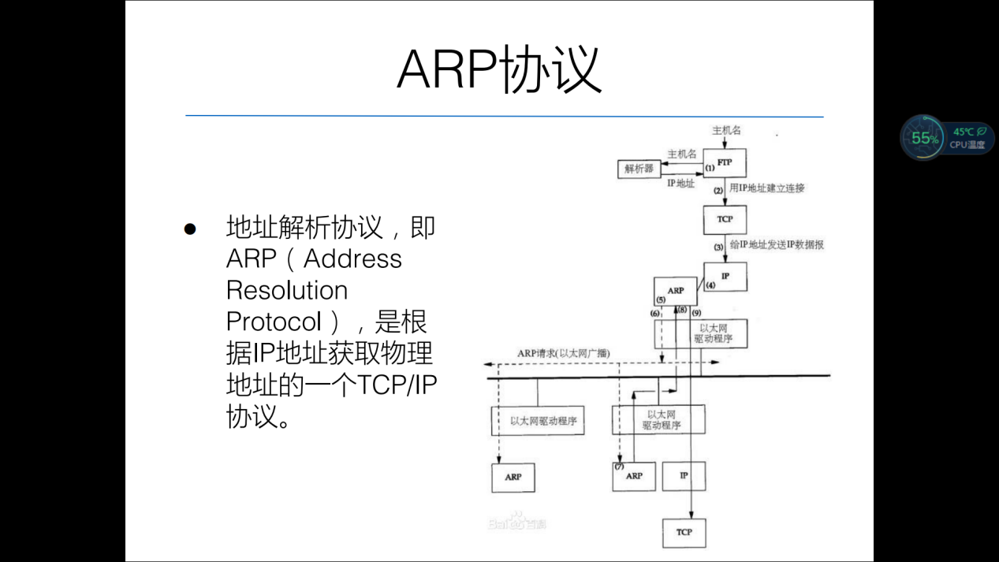 ARP协议
地址解析协议，即
ARP（Address
Resolution
Protocol），是根
据IP地址获取物理
地址的一个TCP/IP
协议。
主机名
主机名
解析器
(1)
FTP
IP地址
(2)
用IP地址建立连接
TCP
(3)
给IP地址发送IP数据报
IP
(4)
ARP
(5)
(6)
(8)
(9)
以太网
驱动程序
ARP请求(以太网广播)
以太网驱动程序
以太网
驱动程序
ARP
(7)
ARP
IP
TCP
Baidu百科
55%
45℃
CPU温度